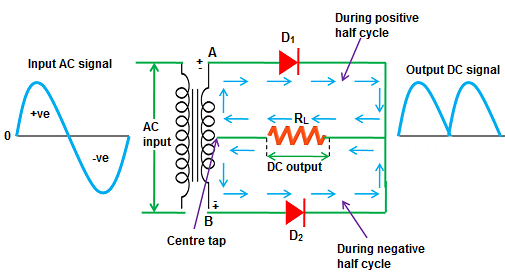 During positive
half cycle
Input AC signal
A
D1
Output DC signal
+
-
+ve
0
-ve
AC
input
RL
DC output
-
+
B
D2
Centre tap
During negative
half cycle